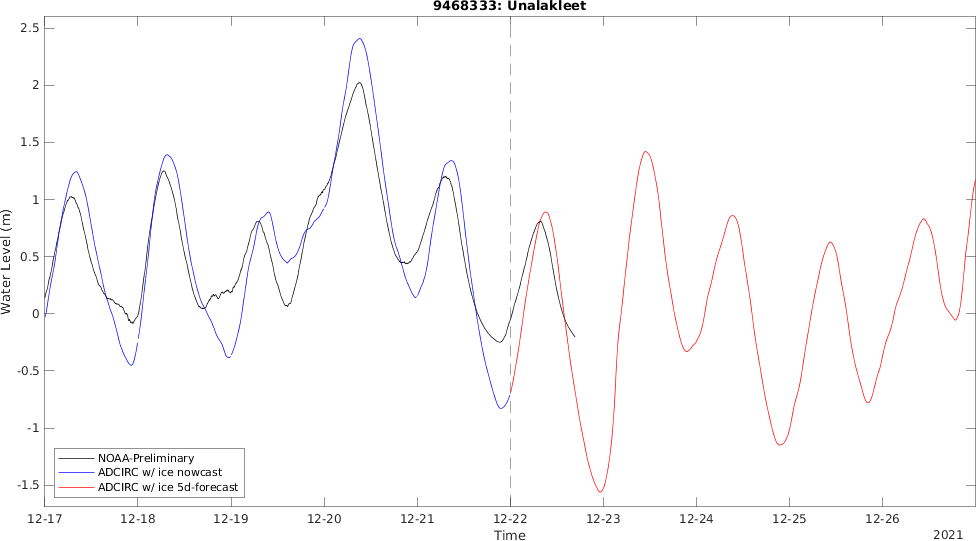 9468333: Unalakleet
2.5
2
1.5
1
0.5
0
-0.5
-1
-1.5
Water Level (m)
NOAA-Preliminary
ADCIRC w/ ice nowcast
ADCIRC w/ ice 5d-forecast
12-17 12-18 12-19 12-20 12-21 12-22 12-23 12-24 12-25 12-26
Time
2021